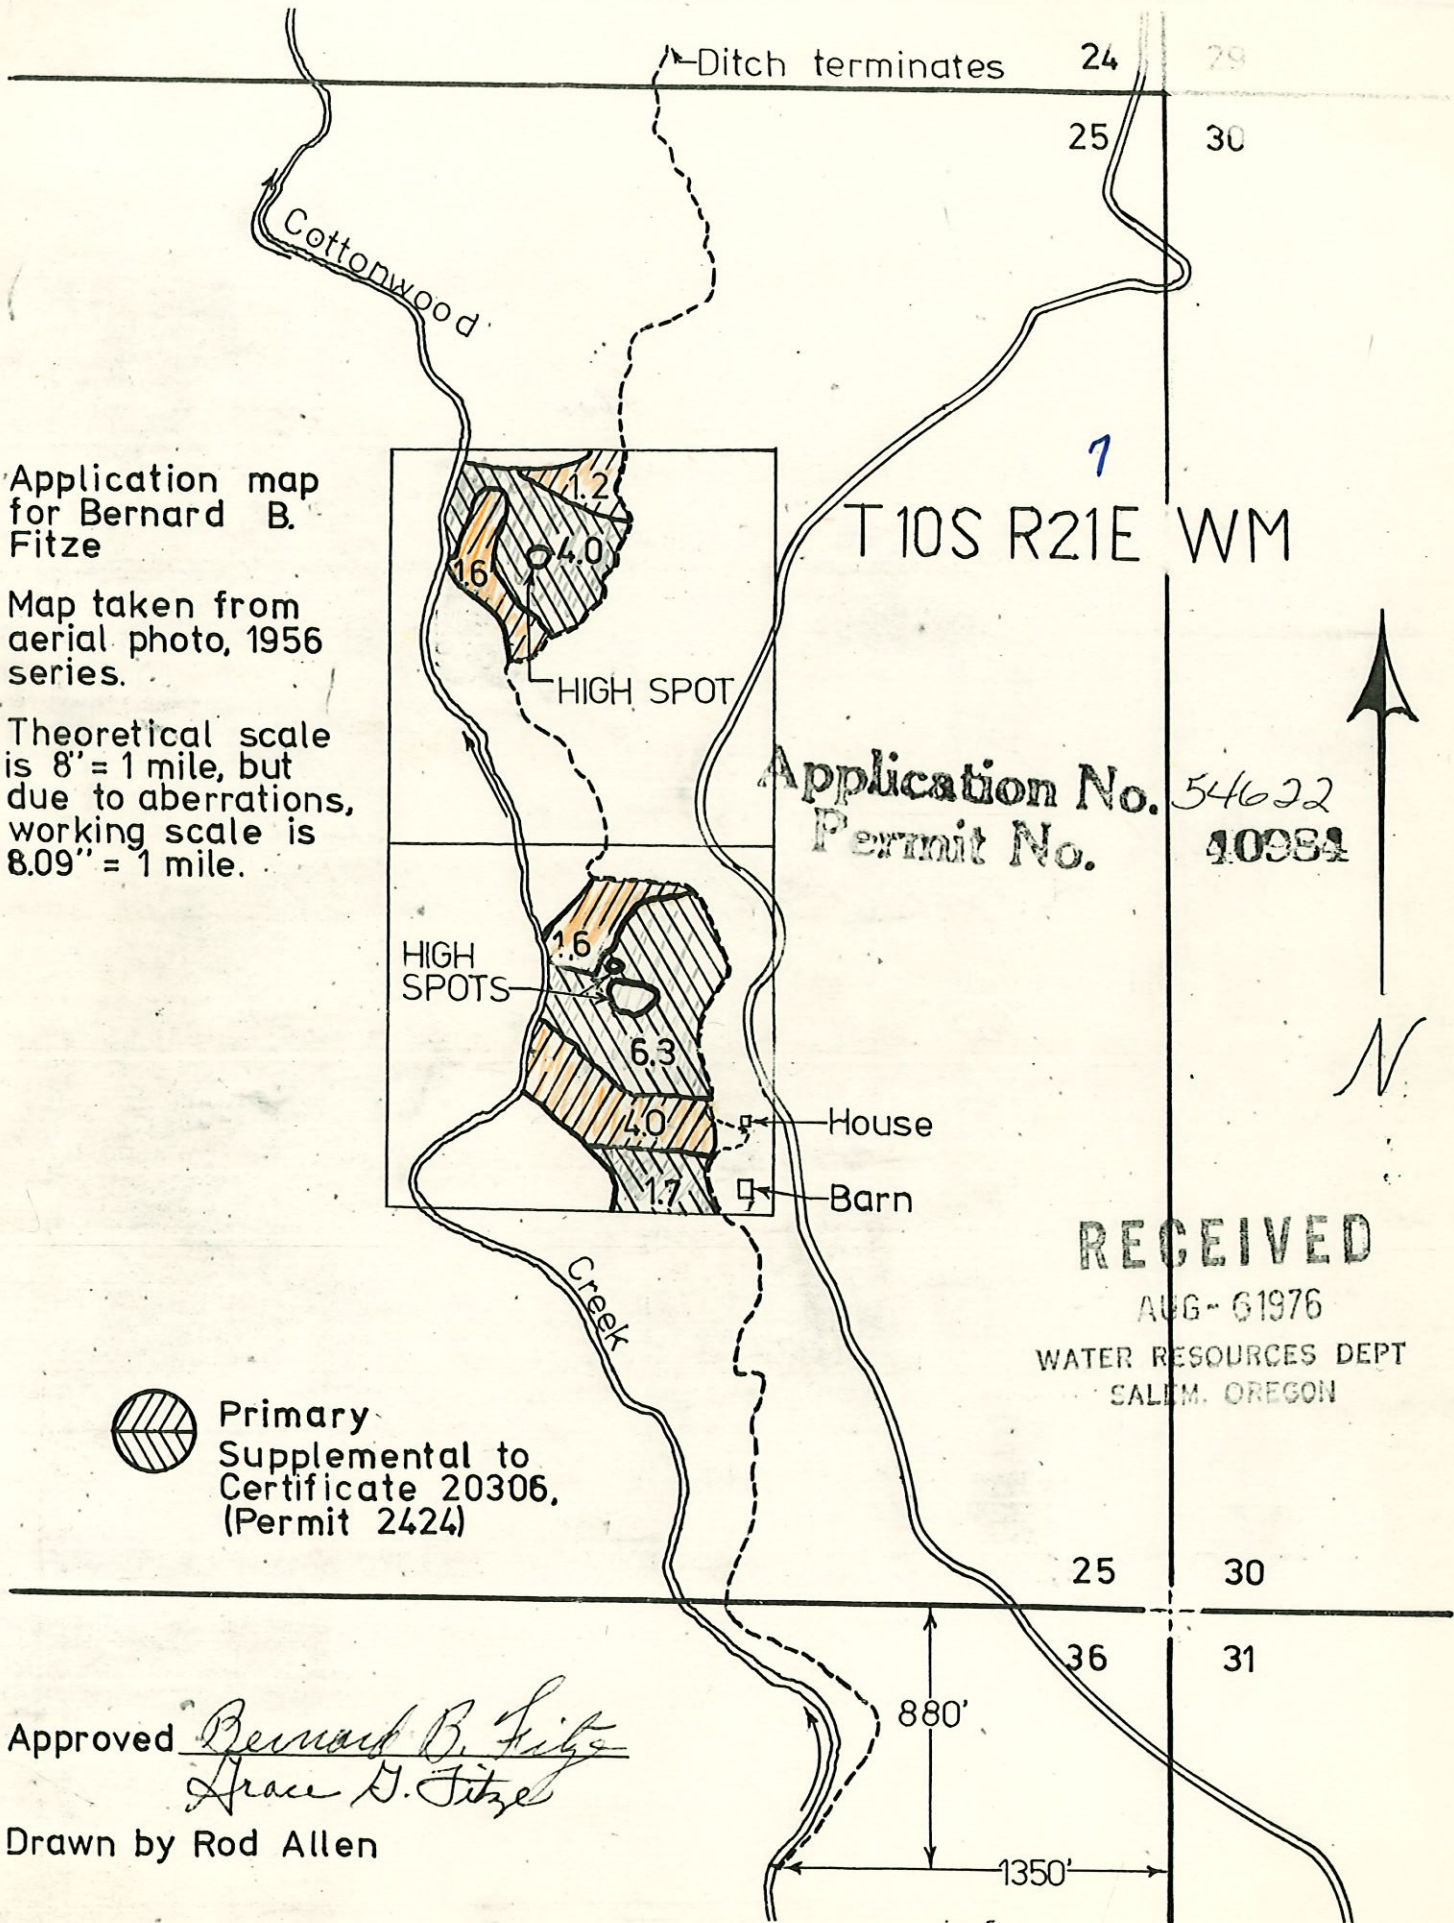 Ditch terminates
24
29
25
30
Cottonwood
Application map
for Bernard B.
Fitze
Map taken from
aerial photo, 1956
series.
Theoretical scale
is 8" = 1 mile, but
due to aberrations,
working scale is
8.09" = 1 mile.
1.2
4.0
1.6
HIGH SPOT
1
T10S R21E WM
Application No. 54622
Permit No. 40984
1.6
HIGH
SPOTS
6.3
4.0
House
1.7
Barn
N
RECEIVED
AUG-61976
WATER RESOURCES DEPT
SALEM. OREGON
Creek
Primary
Supplemental to
Certificate 20306,
(Permit 2424)
25
30
36
31
880'
1350'
Approved Bernard B. Fitze
Grace G. Fitze
Drawn by Rod Allen